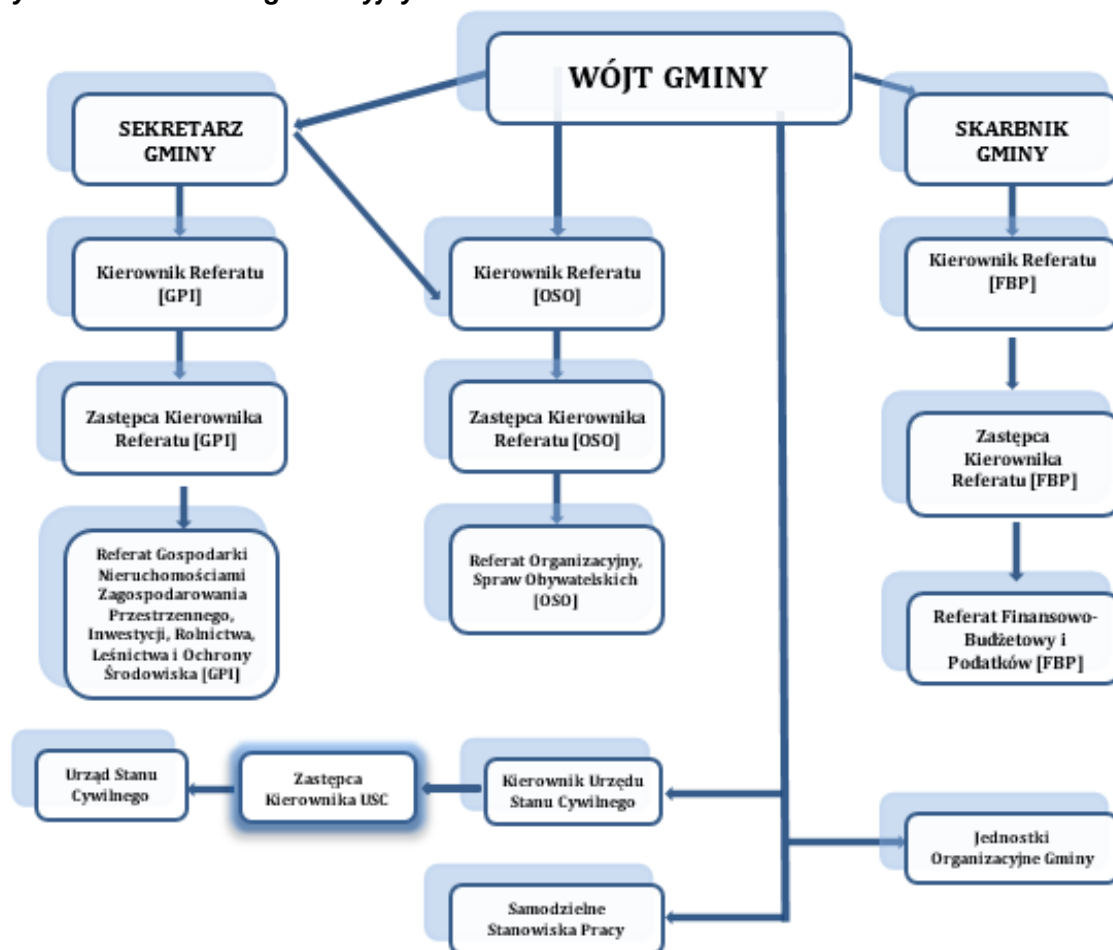 WÓJT GMINY
SEKRETARZ
GMINY
SKARBNIK
GMINY
Kierownik Referatu
[GPI]
Kierownik Referatu
[OSO]
Kierownik Referatu
[FBP]
Zastępca Kierownika
Referatu [GPI]
Zastępca Kierownika
Referatu [OSO]
Zastępca
Kierownika
Referatu [FBP]
Referat Gospodarki
Nieruchomościami
Zagospodarowania
Przestrzennego,
Inwestycji, Rolnictwa,
Leśnictwa i Ochrony
Środowiska [GPI]
Referat Organizacyjny,
Spraw Obywatelskich
[OSO]
Referat Finansowo-
Budżetowy i
Podatków [FBP]
Urząd Stanu
Cywilnego
Zastępca
Kierownika USC
Kierownik Urzędu
Stanu Cywilnego
Jednostki
Organizacyjne Gminy
Samodzielne
Stanowiska Pracy